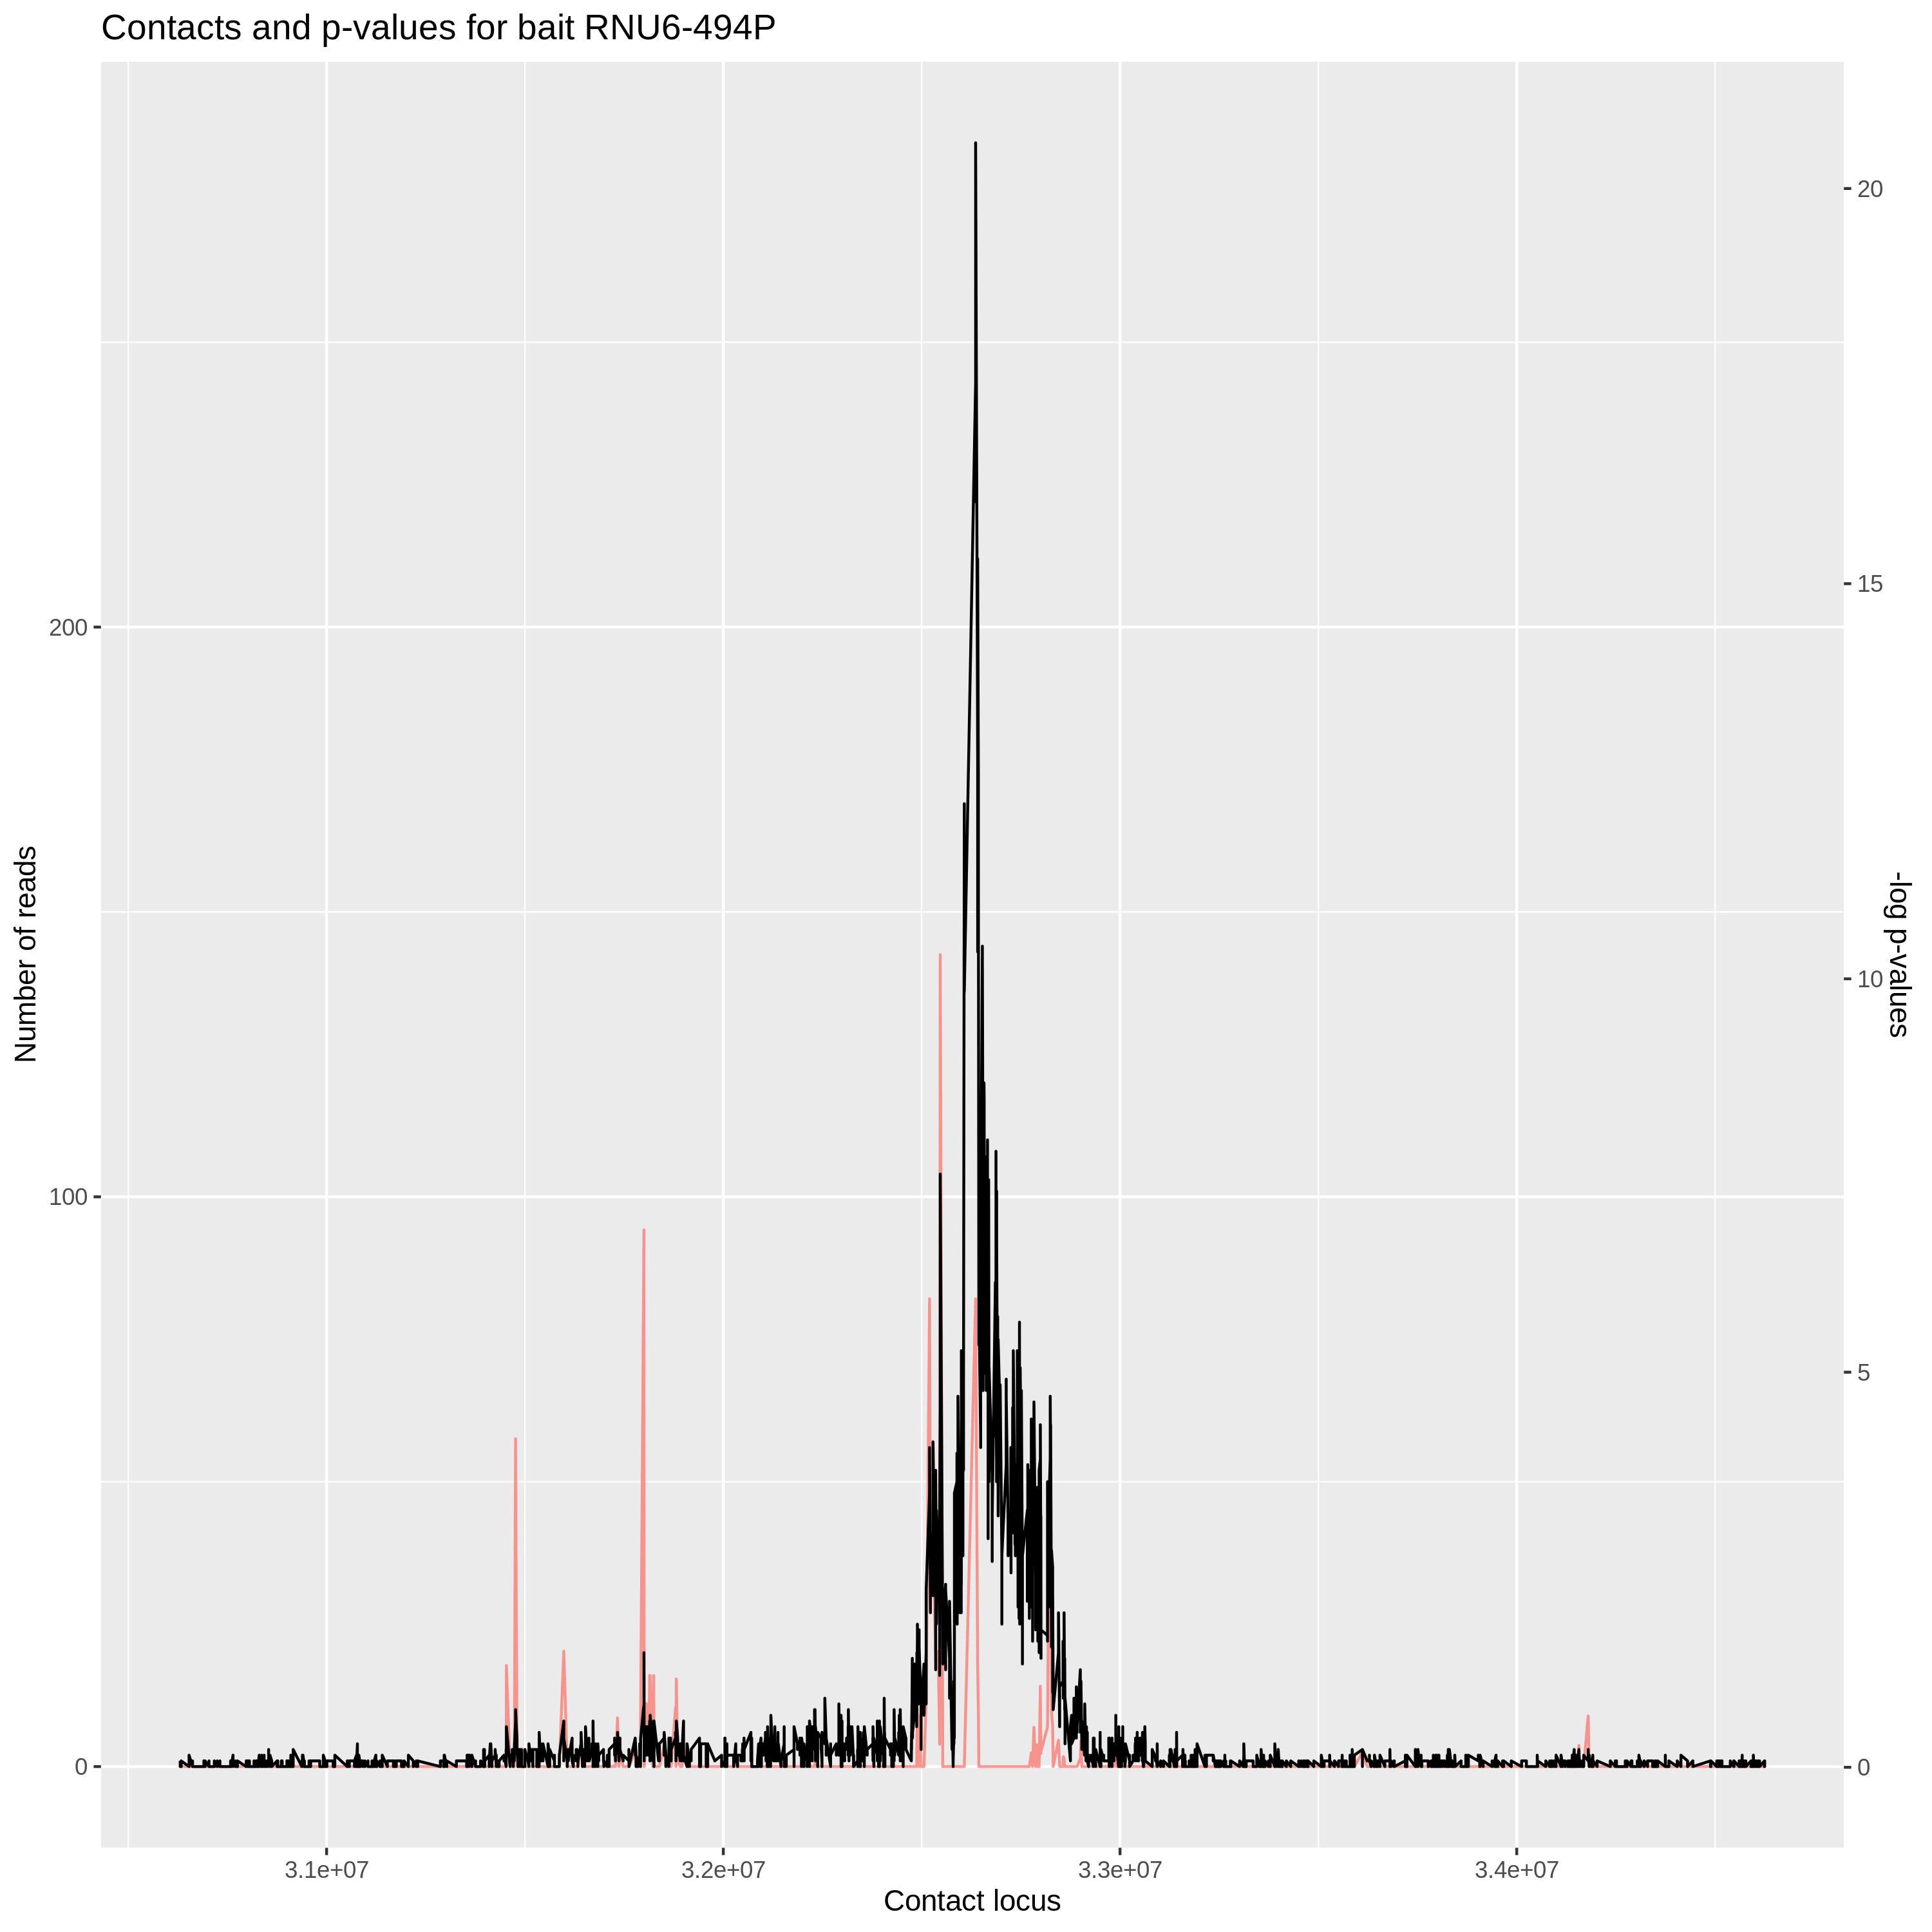 Contacts and p-values for bait RNU6-494P
Number of reads
200
100
0
20
15
10
5
0
-log p-values
3.1e+07
3.2e+07
3.3e+07
3.4e+07
Contact locus